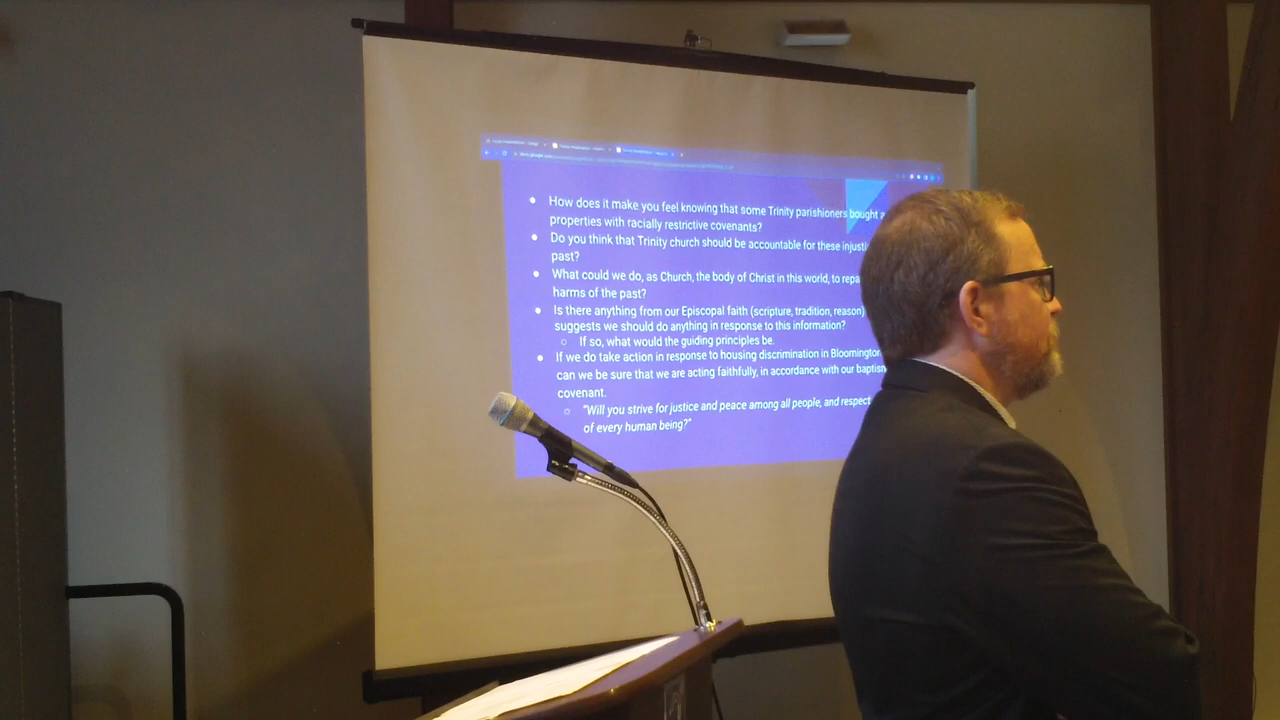 How does it make you feel knowing that some Trinity parishioners bought
properties with racially restrictive covenants?
Do you think that Trinity church should be accountable for these
past?
What could we do, as Church, the body of Christ in this world, to
harms of the past?
Is there anything from our Episcopal faith (scripture, tradition, reason)
suggests we should do anything in response to this information?
If so, what would the guiding principles be.
If we do take action in response to housing discrimination in Bloomington
can we be sure that we are acting faithfully, in accordance with our
covenant.
"Will you strive for justice and peace among all people, and respect
of every human being?"